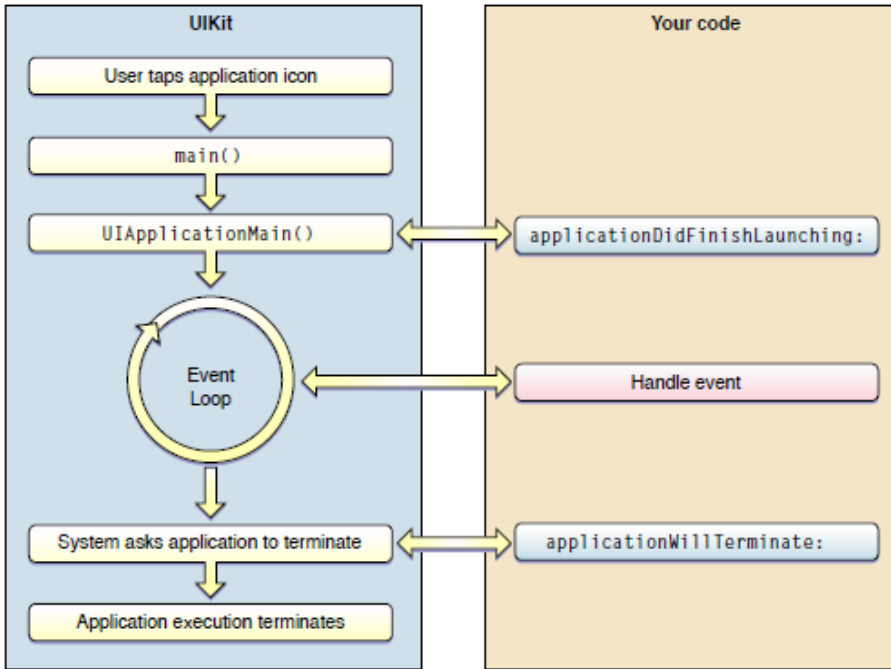 UIKit
User taps application icon
main()
UIApplicationMain()
Event
Loop
System asks application to terminate
Application execution terminates
Your code
applicationDidFinishLaunching:
Handle event
applicationWillTerminate: